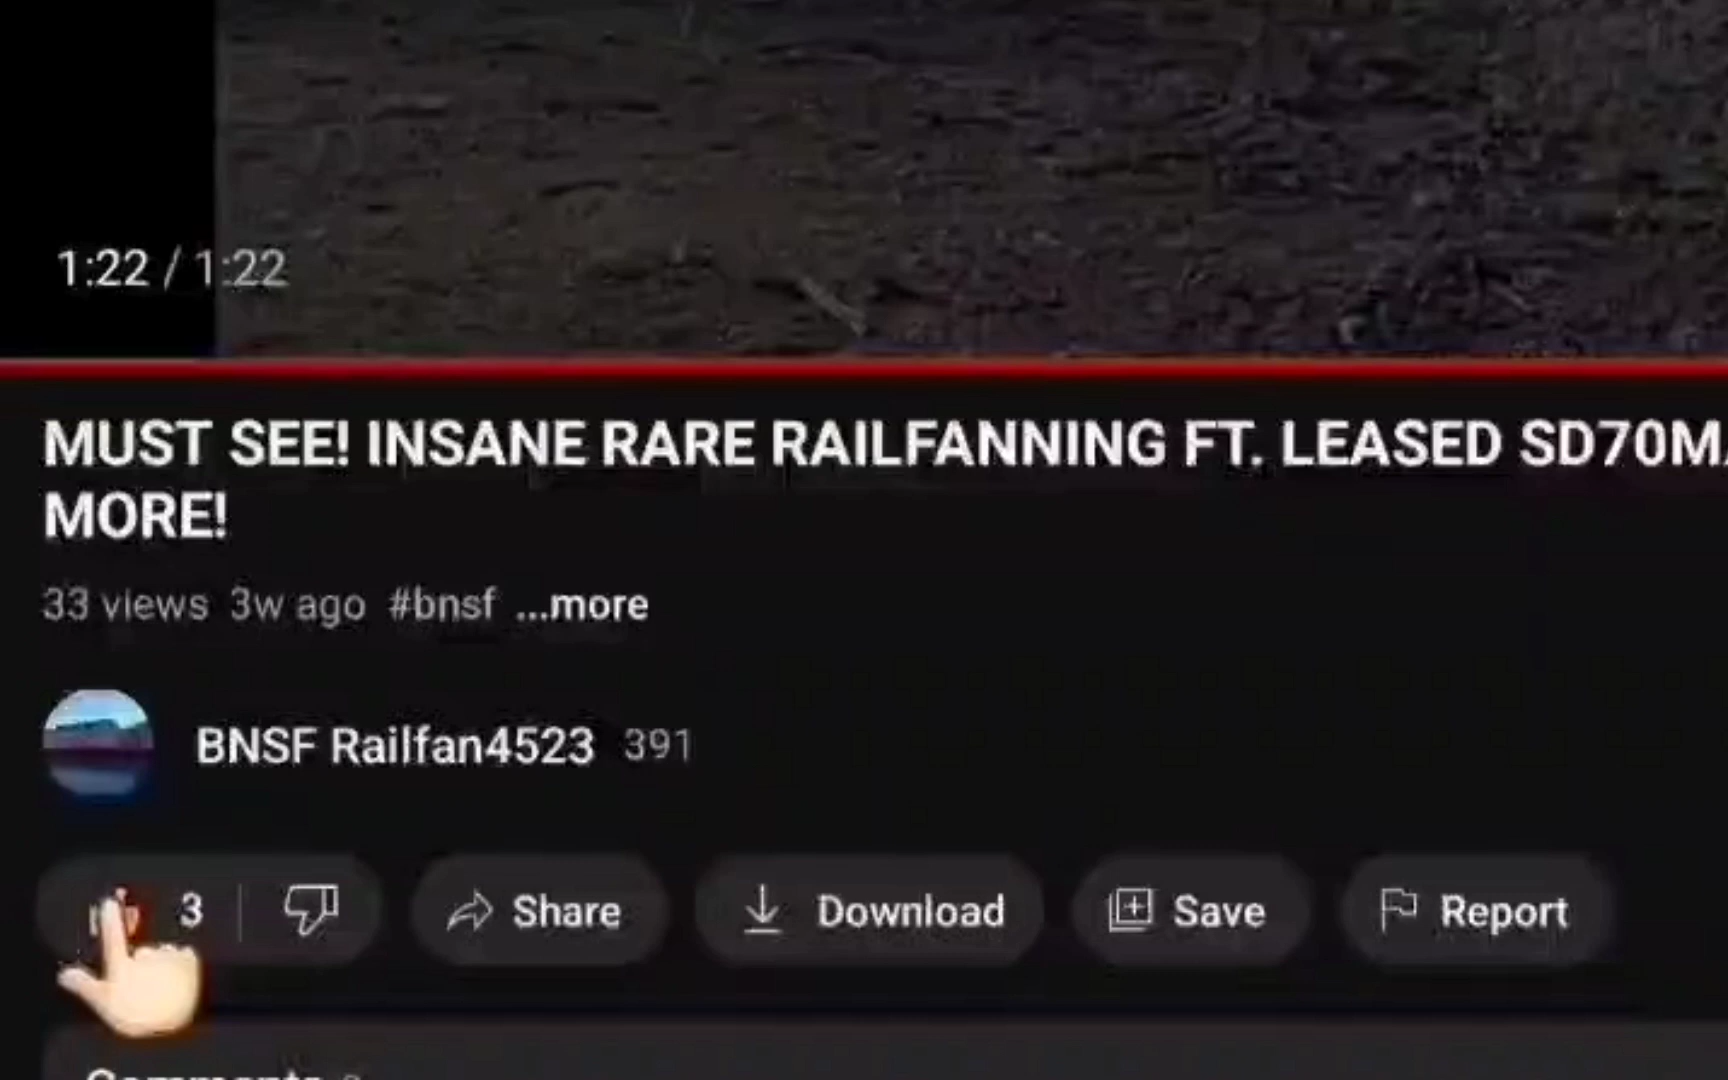 1:22 / 1:22
MUST SEE! INSANE RARE RAILFANNING FT. LEASED SD70M
MORE!
33 views 3w ago #bnsf ...more
BNSF Railfan4523 391
3 Share Download Save Report
Comments